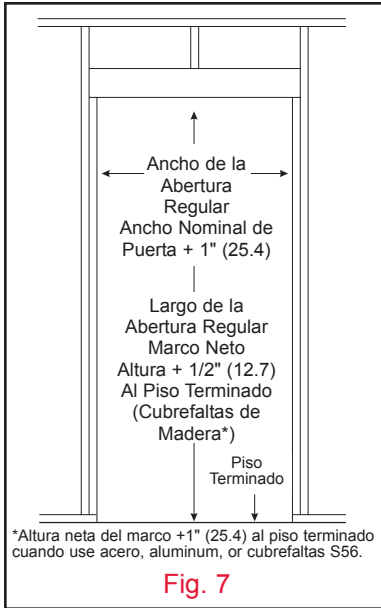 Ancho de la
Abertura
Regular
Ancho Nominal de
Puerta + 1" (25.4)
Largo de la
Abertura Regular
Marco Neto
Altura + 1/2" (12.7)
Al Piso Terminado
(Cubrefaltas de
Madera*)
Piso
Terminado
*Altura neta del marco +1" (25.4) al piso terminado
cuando use acero, aluminum, or cubrefaltas S56.
Fig. 7